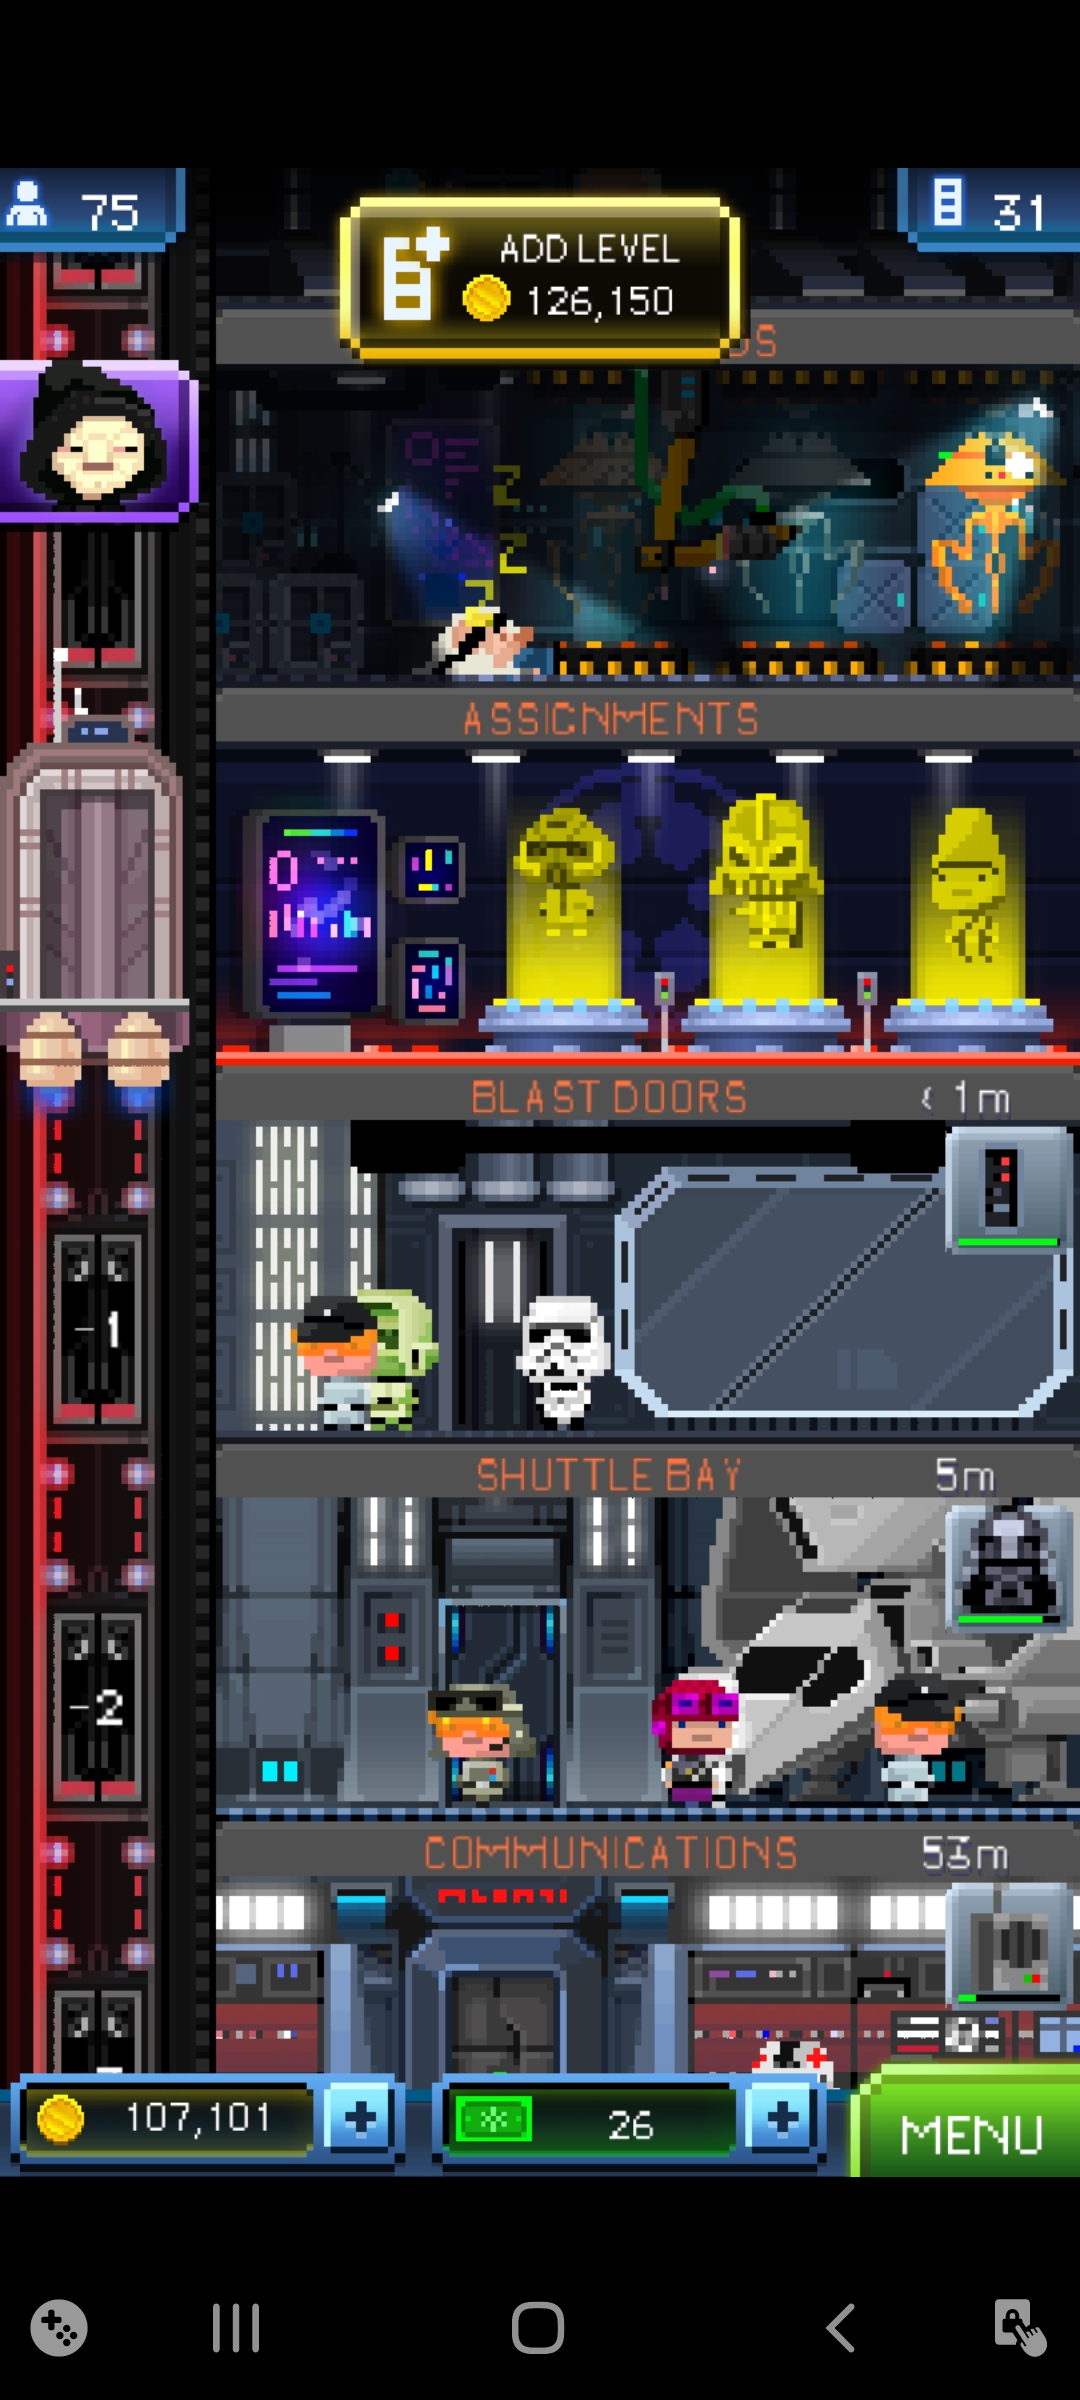 75
ADD LEVEL
126,150
31
DS
Z
Z
Z
ASSIGNMENTS
L
BLAST DOORS < 1m
-1
SHUTTLE BAY 5m
-2
COMMUNICATIONS
107,101
26
MENU